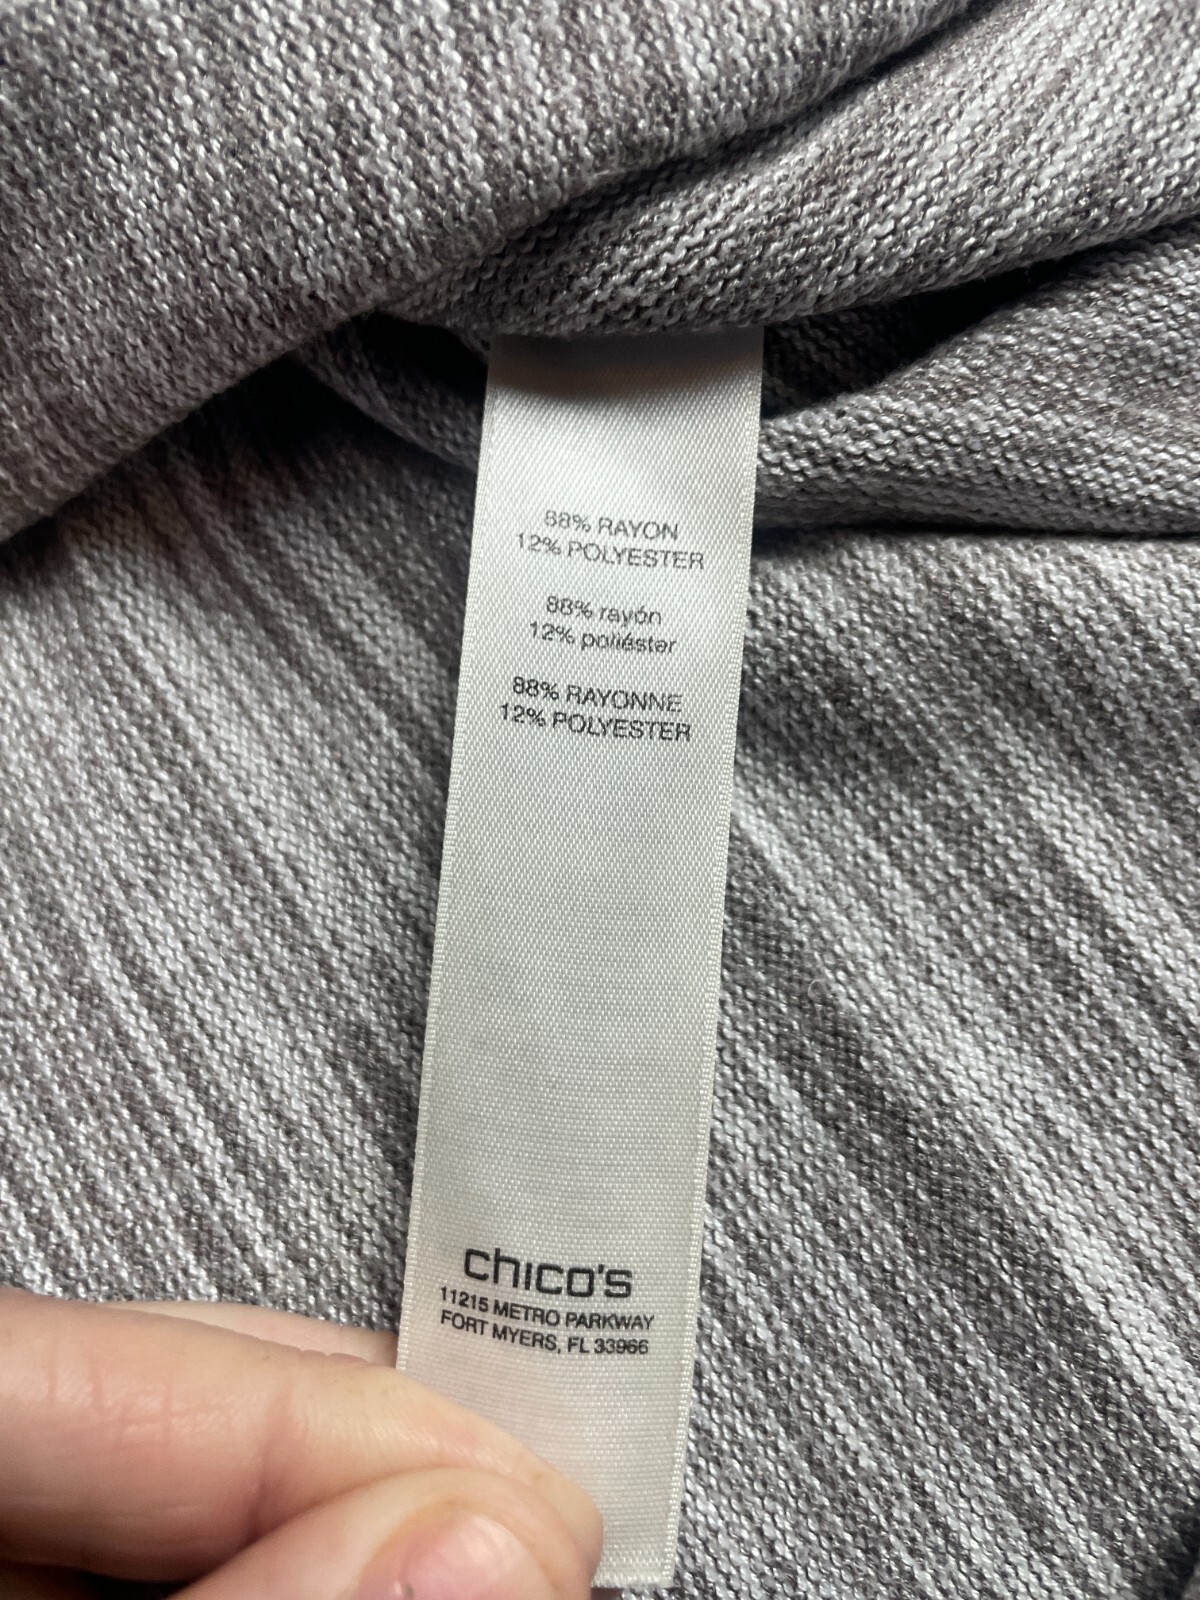 88% RAYON
12% POLYESTER
88% rayón
12% poliéster
88% RAYONNE
12% POLYESTER
chico's
11215 METRO PARKWAY
FORT MYERS, FL 33966